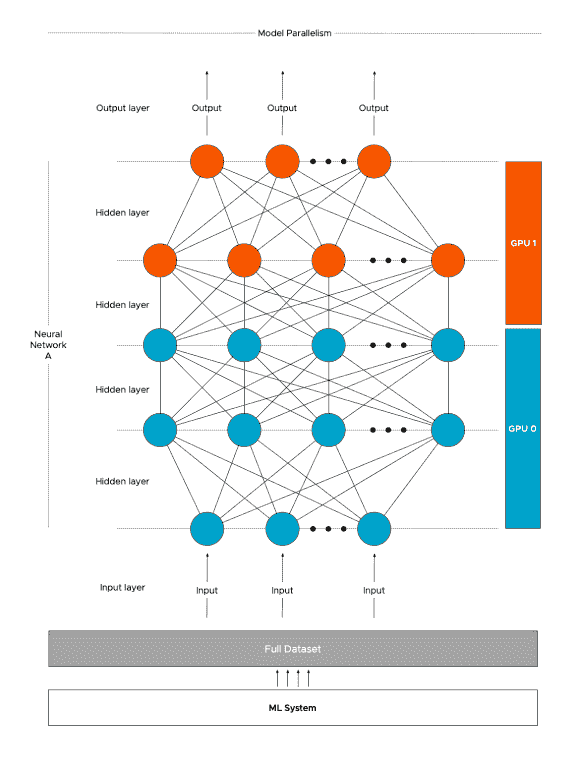 Model Parallelism
Output layer
Output
Output
Output
Hidden layer
GPU 1
Hidden layer
Neural
Network
A
Hidden layer
GPU 0
Hidden layer
Input layer
Input
Input
Input
Full Dataset
ML System